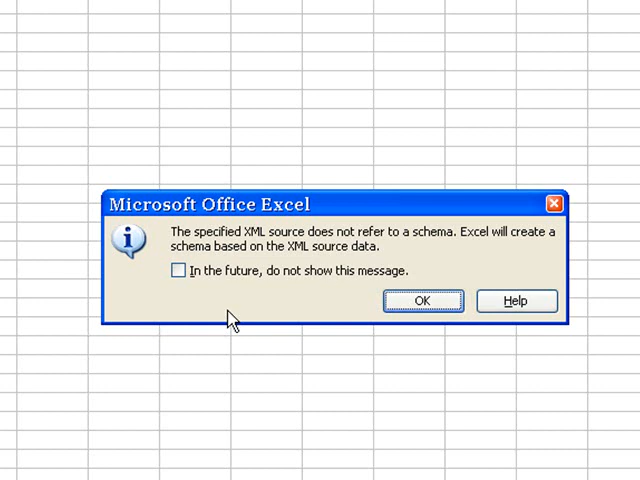 Microsoft Office Excel
The specified XML source does not refer to a schema. Excel will create a
schema based on the XML source data.
In the future, do not show this message.
OK Help